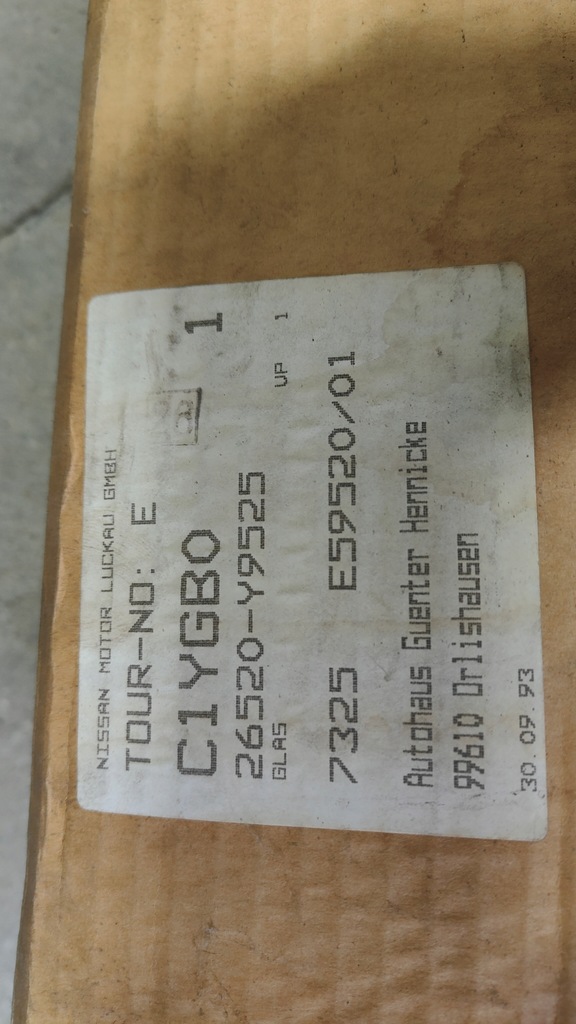 NISSAN MOTOR LUCKAU GMBH
TOUR-NO: E
C1YGB0 1
26520-Y9525
GLAS VP 1
7325 E59520/01
Autohaus Guenter Hennicke
99610 Orlishausen
30.09.93